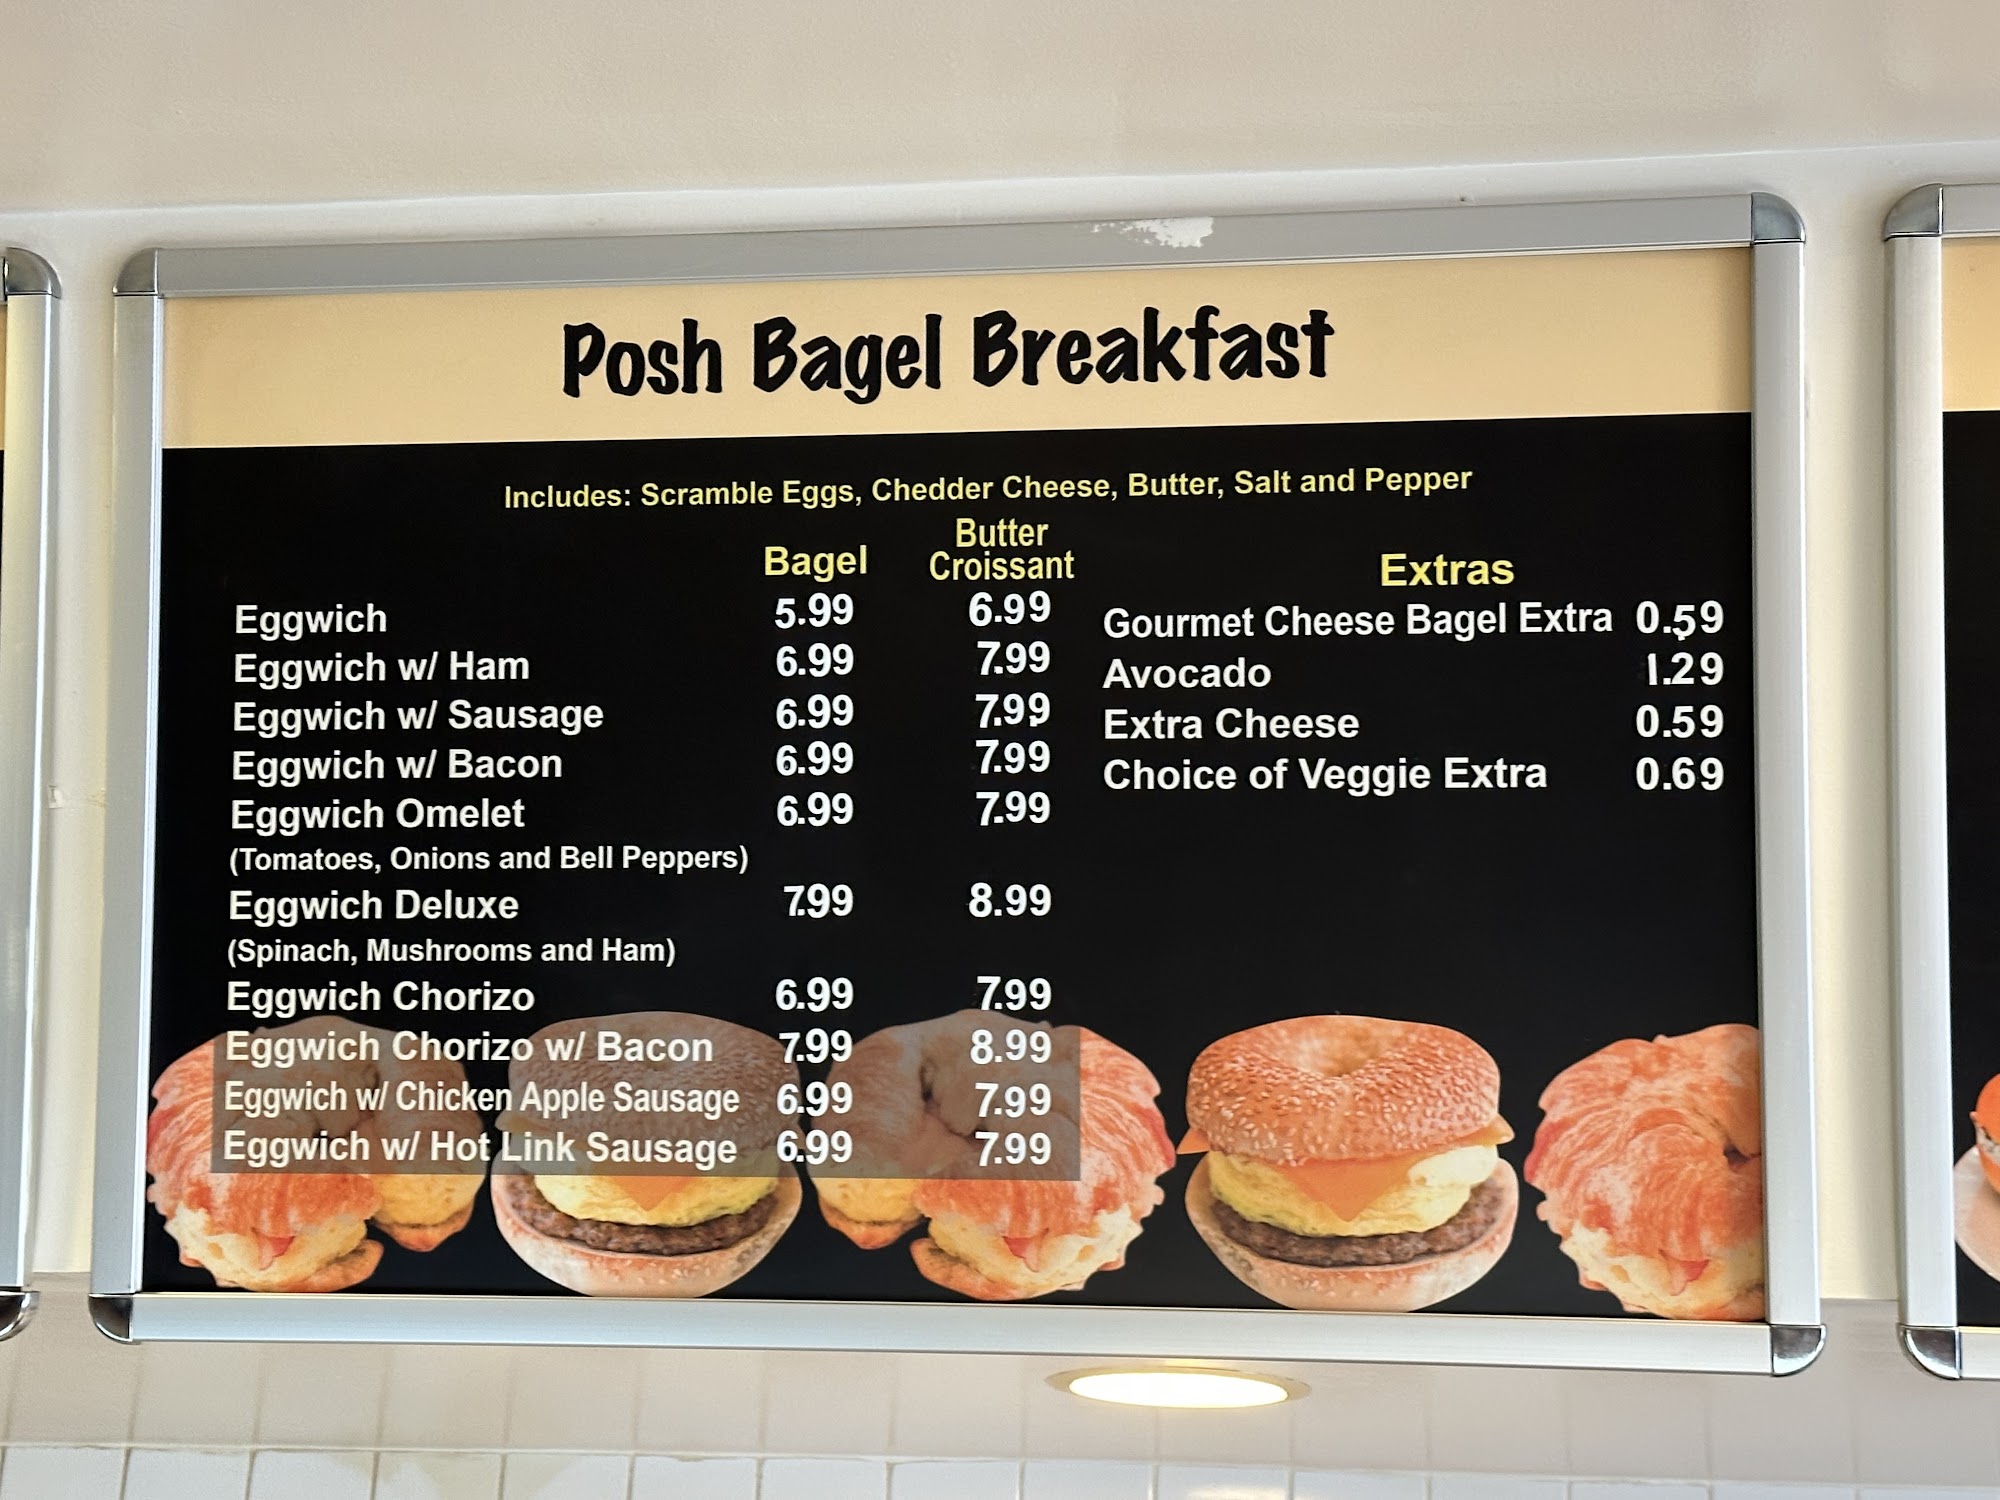 Posh Bagel Breakfast
Includes: Scramble Eggs, Chedder Cheese, Butter, Salt and Pepper
Bagel Butter Croissant
Eggwich 5.99 6.99
Eggwich w/ Ham 6.99 7.99
Eggwich w/ Sausage 6.99 7.99
Eggwich w/ Bacon 6.99 7.99
Eggwich Omelet 6.99 7.99
(Tomatoes, Onions and Bell Peppers)
Eggwich Deluxe 7.99 8.99
(Spinach, Mushrooms and Ham)
Eggwich Chorizo 6.99 7.99
Eggwich Chorizo w/ Bacon 7.99 8.99
Eggwich w/ Chicken Apple Sausage 6.99 7.99
Eggwich w/ Hot Link Sausage 6.99 7.99
Extras
Gourmet Cheese Bagel Extra 0.59
Avocado 1.29
Extra Cheese 0.59
Choice of Veggie Extra 0.69